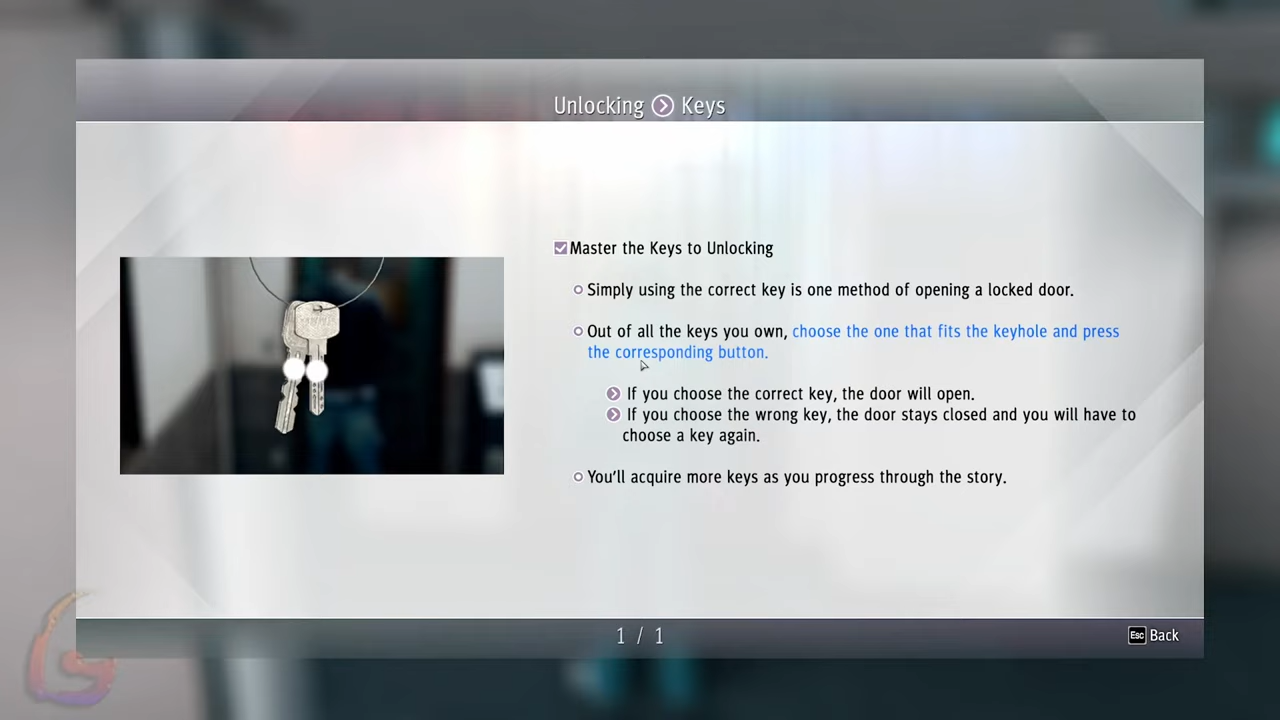 Unlocking Keys
Master the Keys to Unlocking
Simply using the correct key is one method of opening a locked door.
Out of all the keys you own, choose the one that fits the keyhole and press
the corresponding button.
If you choose the correct key, the door will open.
If you choose the wrong key, the door stays closed and you will have to
choose a key again.
You'll acquire more keys as you progress through the story.
1 / 1
Esc Back